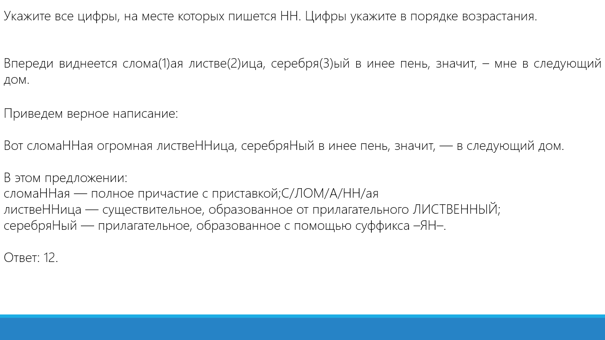 Укажите все цифры, на месте которых пишется НН. Цифры укажите в порядке возрастания.
Впереди виднеется слома(1)ая листве(2)ица, серебря(3)ый в инее пень, значит, – мне в следующий
дом.
Приведем верное написание:
Вот сломаННая огромная листвеННица, серебряНый в инее пень, значит, — в следующий дом.
В этом предложении:
сломаННая — полное причастие с приставкой;С/ЛОМ/А/НН/ая
листвеННица — существительное, образованное от прилагательного ЛИСТВЕННЫЙ;
серебряНый — прилагательное, образованное с помощью суффикса –ЯН–.
Ответ: 12.